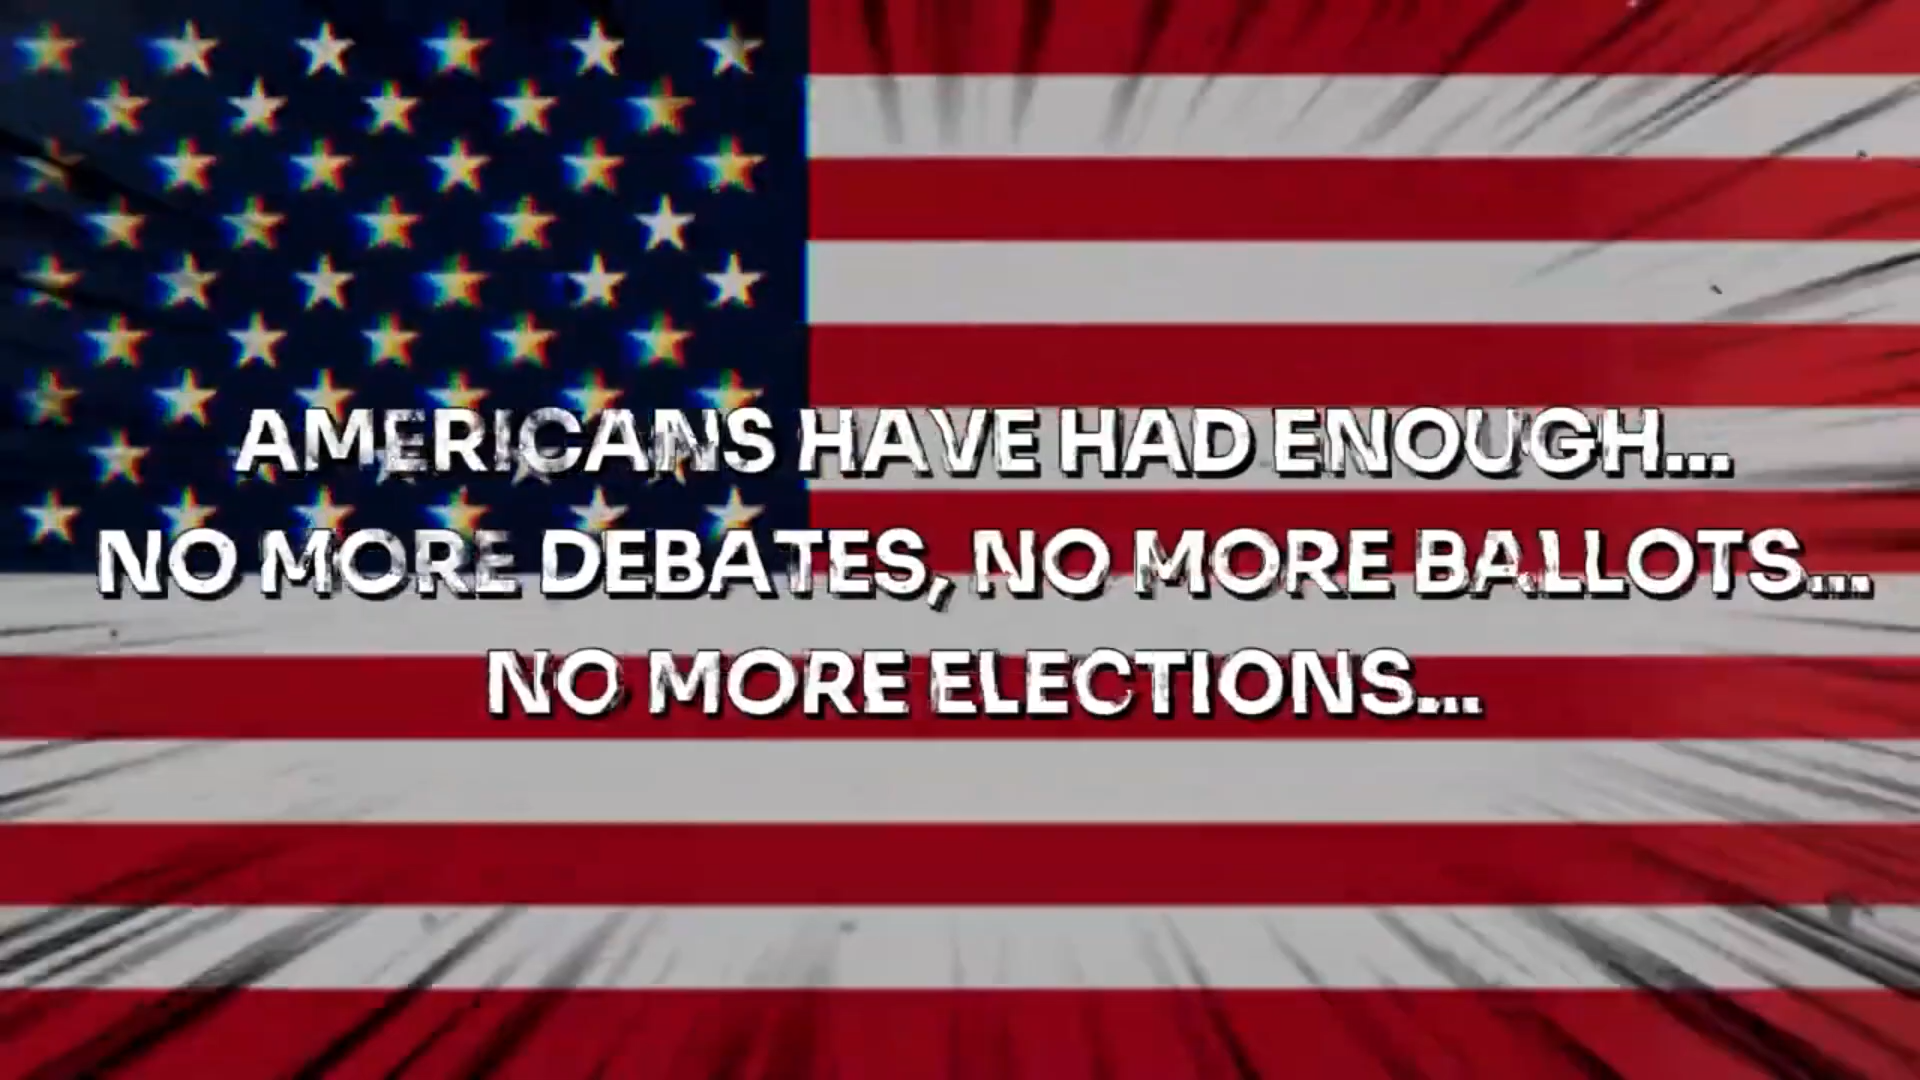 AMERICANS HAVE HAD ENOUGH...
NO MORE DEBATES, NO MORE BALLOTS...
NO MORE ELECTIONS...